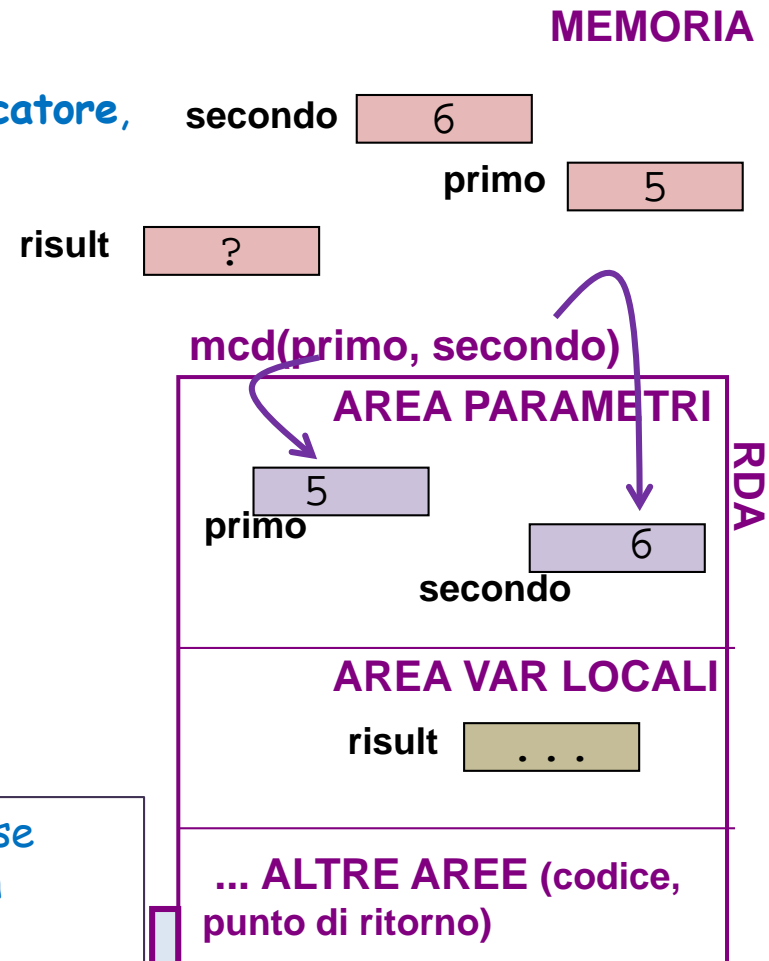 MEMORIA
catore,
secondo 6
primo 5
risult ?
mcd(primo, secondo)
AREA PARAMETRI
RDA
5
primo
6
secondo
AREA VAR LOCALI
risult ...
se
... ALTRE AREE (codice,
punto di ritorno)